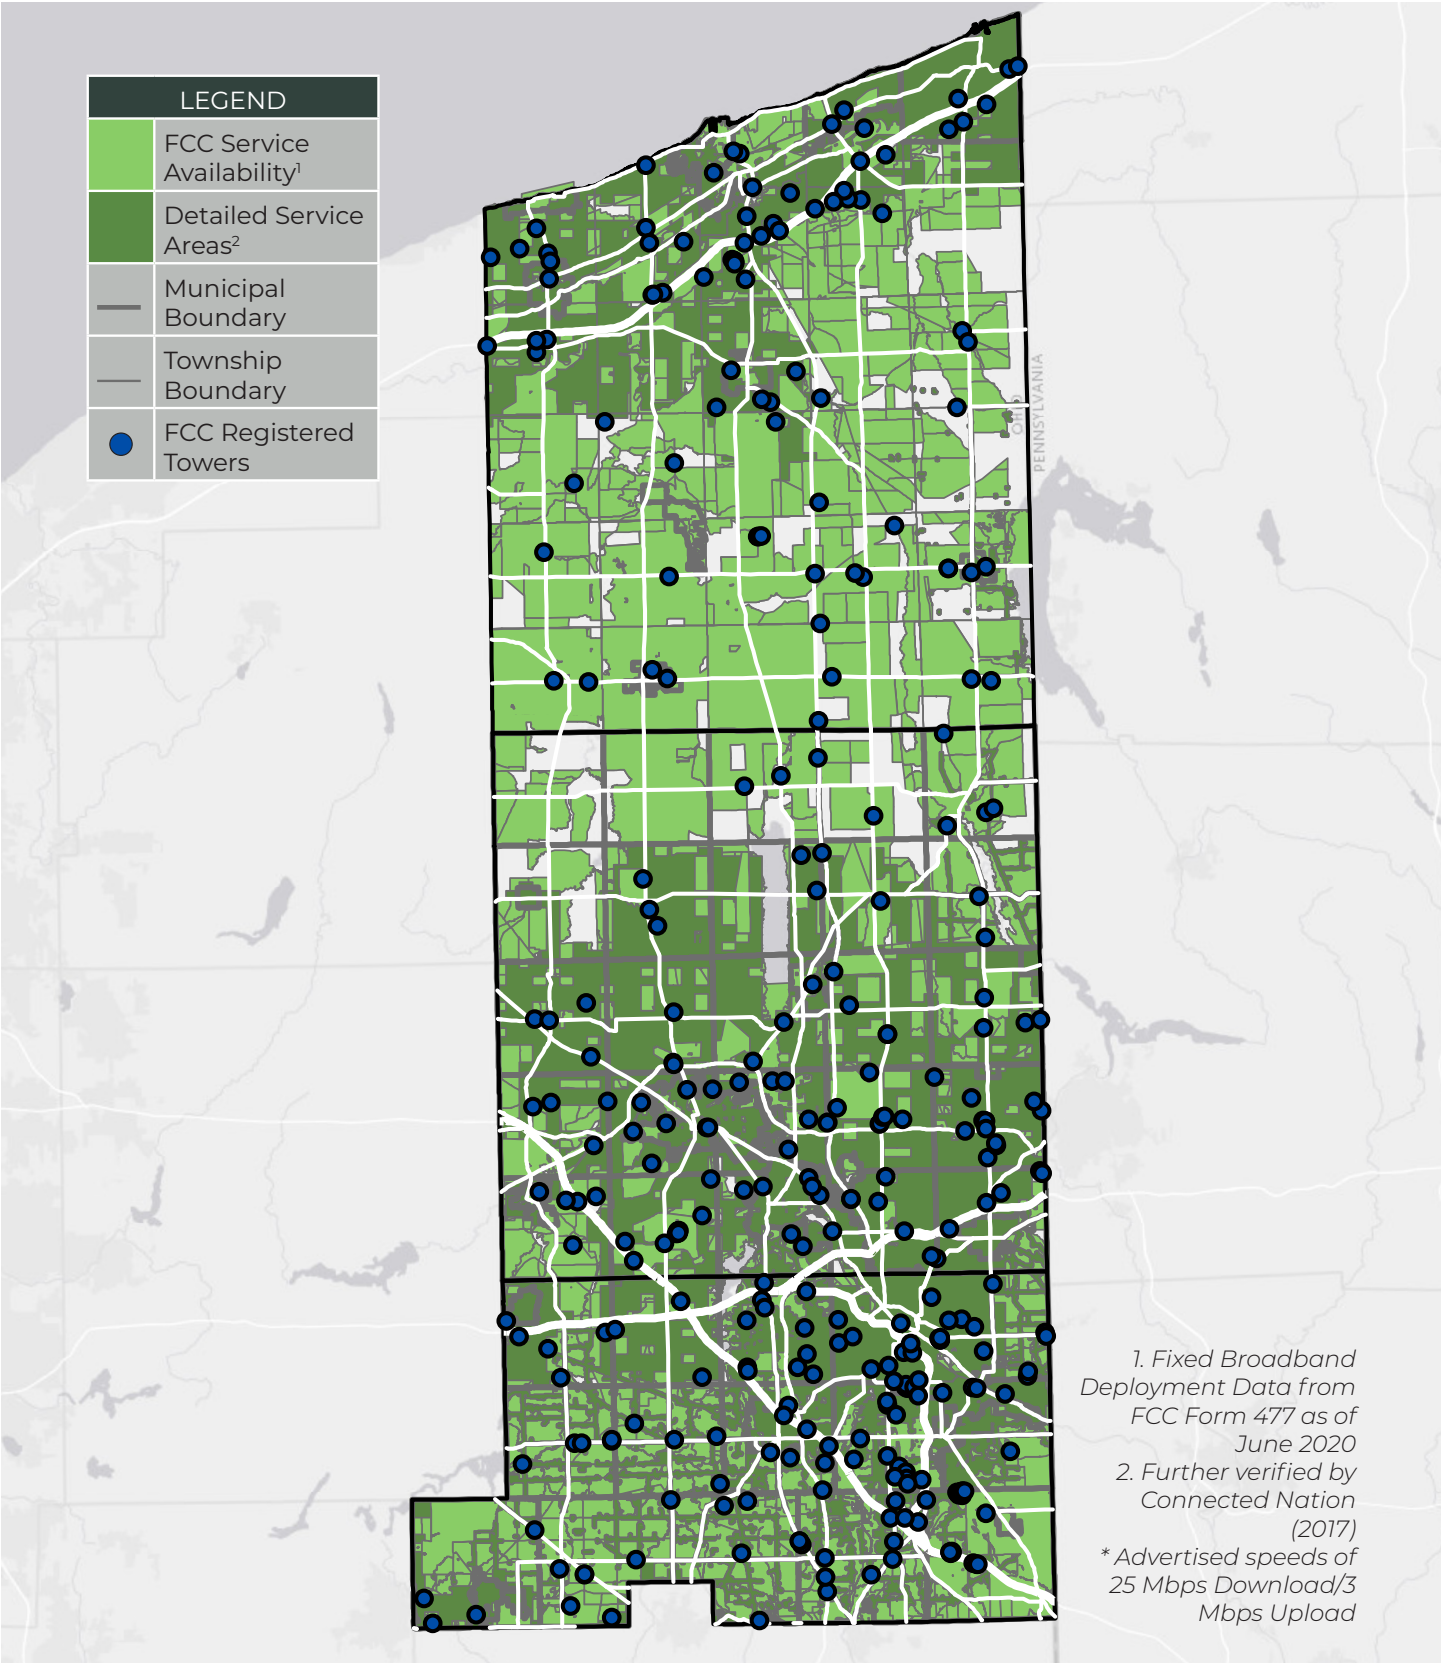 LEGEND
FCC Service
Availability¹
Detailed Service
Areas²
Municipal
Boundary
Township
Boundary
FCC Registered
Towers
OHIO
PENNSYLVANIA
1. Fixed Broadband
Deployment Data from
FCC Form 477 as of
June 2020
2. Further verified by
Connected Nation
(2017)
* Advertised speeds of
25 Mbps Download/3
Mbps Upload